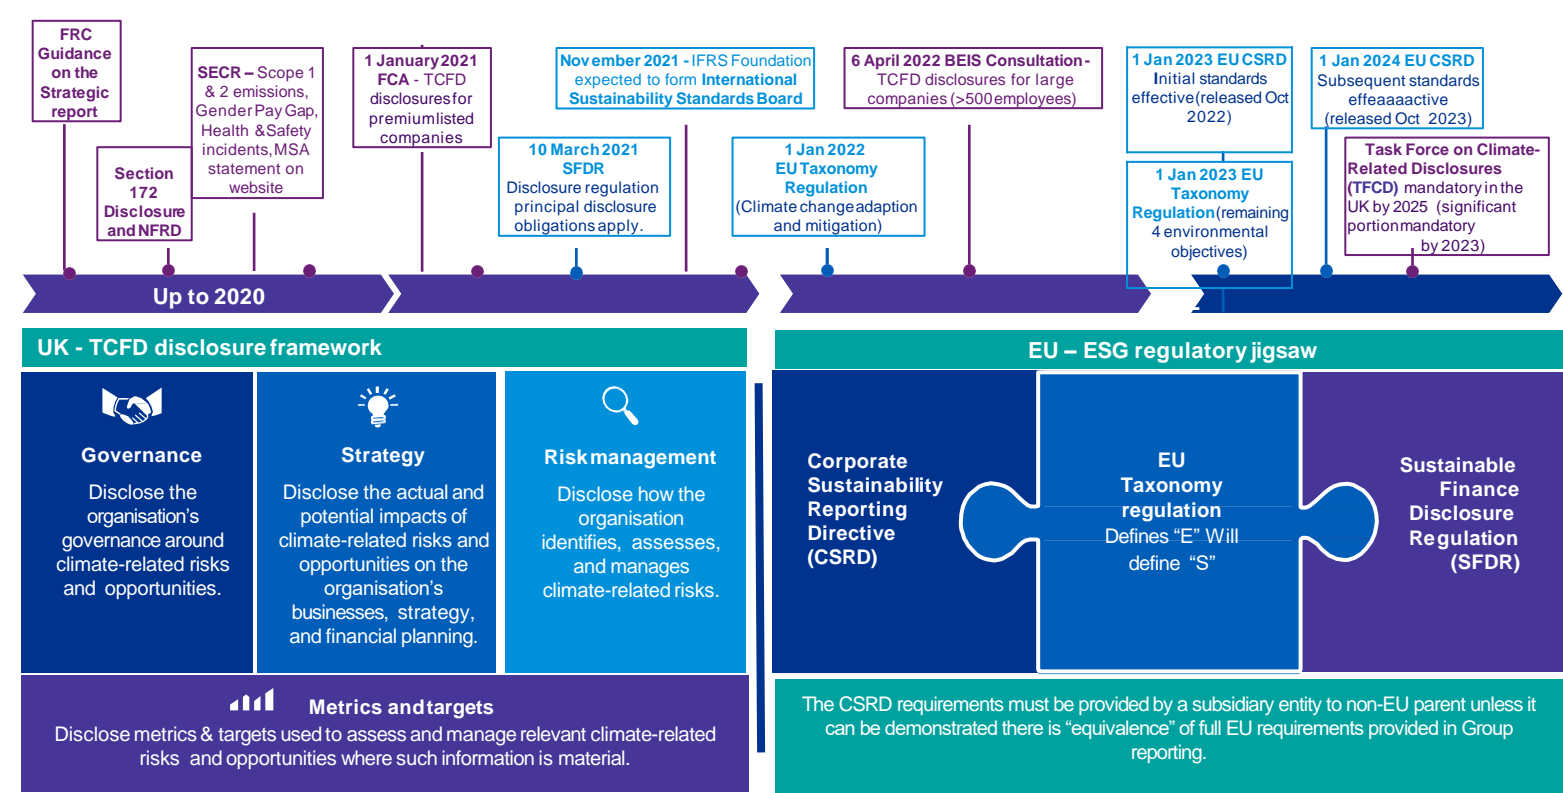 FRC
Guidance
on the
Strategic
report
Section
172
Disclosure
and NFRD
SECR – Scope 1
& 2 emissions,
Gender Pay Gap,
Health & Safety
incidents, MSA
statement on
website
1 January 2021
FCA - TCFD
disclosures for
premium listed
companies
10 March 2021
SFDR
Disclosure regulation
principal disclosure
obligations apply.
November 2021 - IFRS Foundation
expected to form International
Sustainability Standards Board
1 Jan 2022
EU Taxonomy
Regulation
(Climate change adaption
and mitigation)
6 April 2022 BEIS Consultation -
TCFD disclosures for large
companies (>500 employees)
1 Jan 2023 EU CSRD
Initial standards
effective (released Oct
2022)
1 Jan 2023 EU
Taxonomy
Regulation (remaining
4 environmental
objectives)
1 Jan 2024 EU CSRD
Subsequent standards
effeaaaactive
(released Oct 2023)
Task Force on Climate-
Related Disclosures
(TFCD) mandatory in the
UK by 2025 (significant
portion mandatory
by 2023)
Up to 2020
UK - TCFD disclosure framework
Governance
Disclose the
organisation's
governance around
climate-related risks
and opportunities.
Strategy
Disclose the actual and
potential impacts of
climate-related risks and
opportunities on the
organisation's
businesses, strategy,
and financial planning.
Risk management
Disclose how the
organisation
identifies, assesses,
and manages
climate-related risks.
Metrics and targets
Disclose metrics & targets used to assess and manage relevant climate-related
risks and opportunities where such information is material.
EU – ESG regulatory jigsaw
Corporate
Sustainability
Reporting
Directive
(CSRD)
EU
Taxonomy
regulation
Defines “E” Will
define “S”
Sustainable
Finance
Disclosure
Regulation
(SFDR)
The CSRD requirements must be provided by a subsidiary entity to non-EU parent unless it
can be demonstrated there is “equivalence” of full EU requirements provided in Group
reporting.